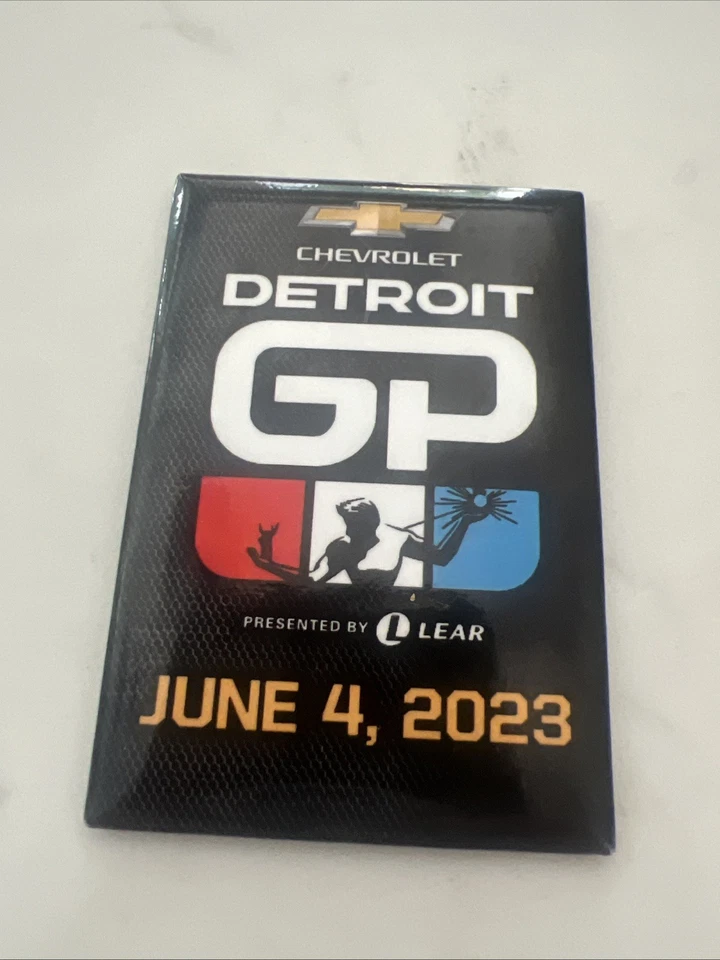 CHEVROLET
DETROIT
GP
PRESENTED BY L LEAR
JUNE 4, 2023